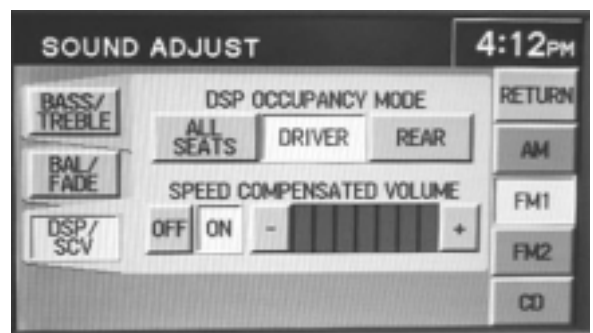 SOUND ADJUST
4:12PM
BASS/
TREBLE
BAL/
FADE
DSP/
SCV
DSP OCCUPANCY MODE
ALL
SEATS
DRIVER
REAR
SPEED COMPENSATED VOLUME
OFF
ON
-
+
RETURN
AM
FM1
FM2
CD